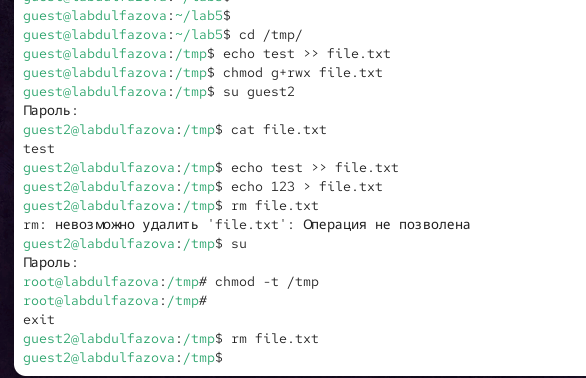 guest@labdulfazova:~/lab5$
guest@labdulfazova:~/lab5$ cd /tmp/
guest@labdulfazova:/tmp$ echo test >> file.txt
guest@labdulfazova:/tmp$ chmod g+rwx file.txt
guest@labdulfazova:/tmp$ su guest2
Пароль:
guest2@labdulfazova:/tmp$ cat file.txt
test
guest2@labdulfazova:/tmp$ echo test >> file.txt
guest2@labdulfazova:/tmp$ echo 123 > file.txt
guest2@labdulfazova:/tmp$ rm file.txt
rm: невозможно удалить 'file.txt': Операция не позволена
guest2@labdulfazova:/tmp$ su
Пароль:
root@labdulfazova:/tmp# chmod -t /tmp
root@labdulfazova:/tmp#
exit
guest2@labdulfazova:/tmp$ rm file.txt
guest2@labdulfazova:/tmp$